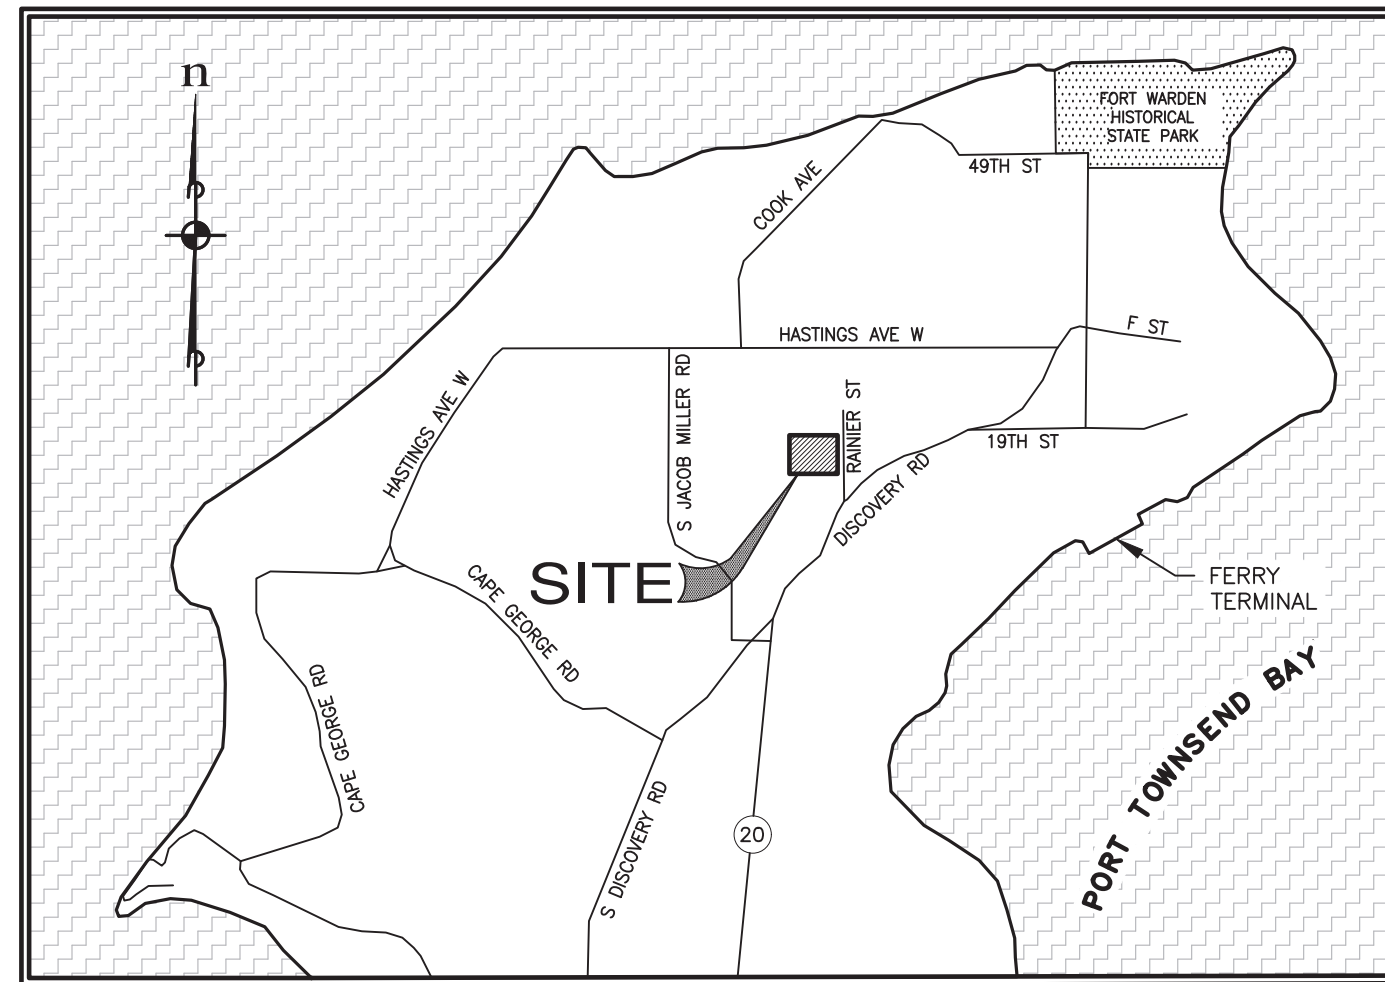 n
FORT WARDEN
HISTORICAL
STATE PARK
49TH ST
COOK AVE
F ST
HASTINGS AVE W
HASTINGS AVE W
S JACOB MILLER RD
RAINIER ST
19TH ST
DISCOVERY RD
SITE
CAPE GEORGE RD
FERRY
TERMINAL
CAPE GEORGE RD
PORT TOWNSEND BAY
S DISCOVERY RD
20